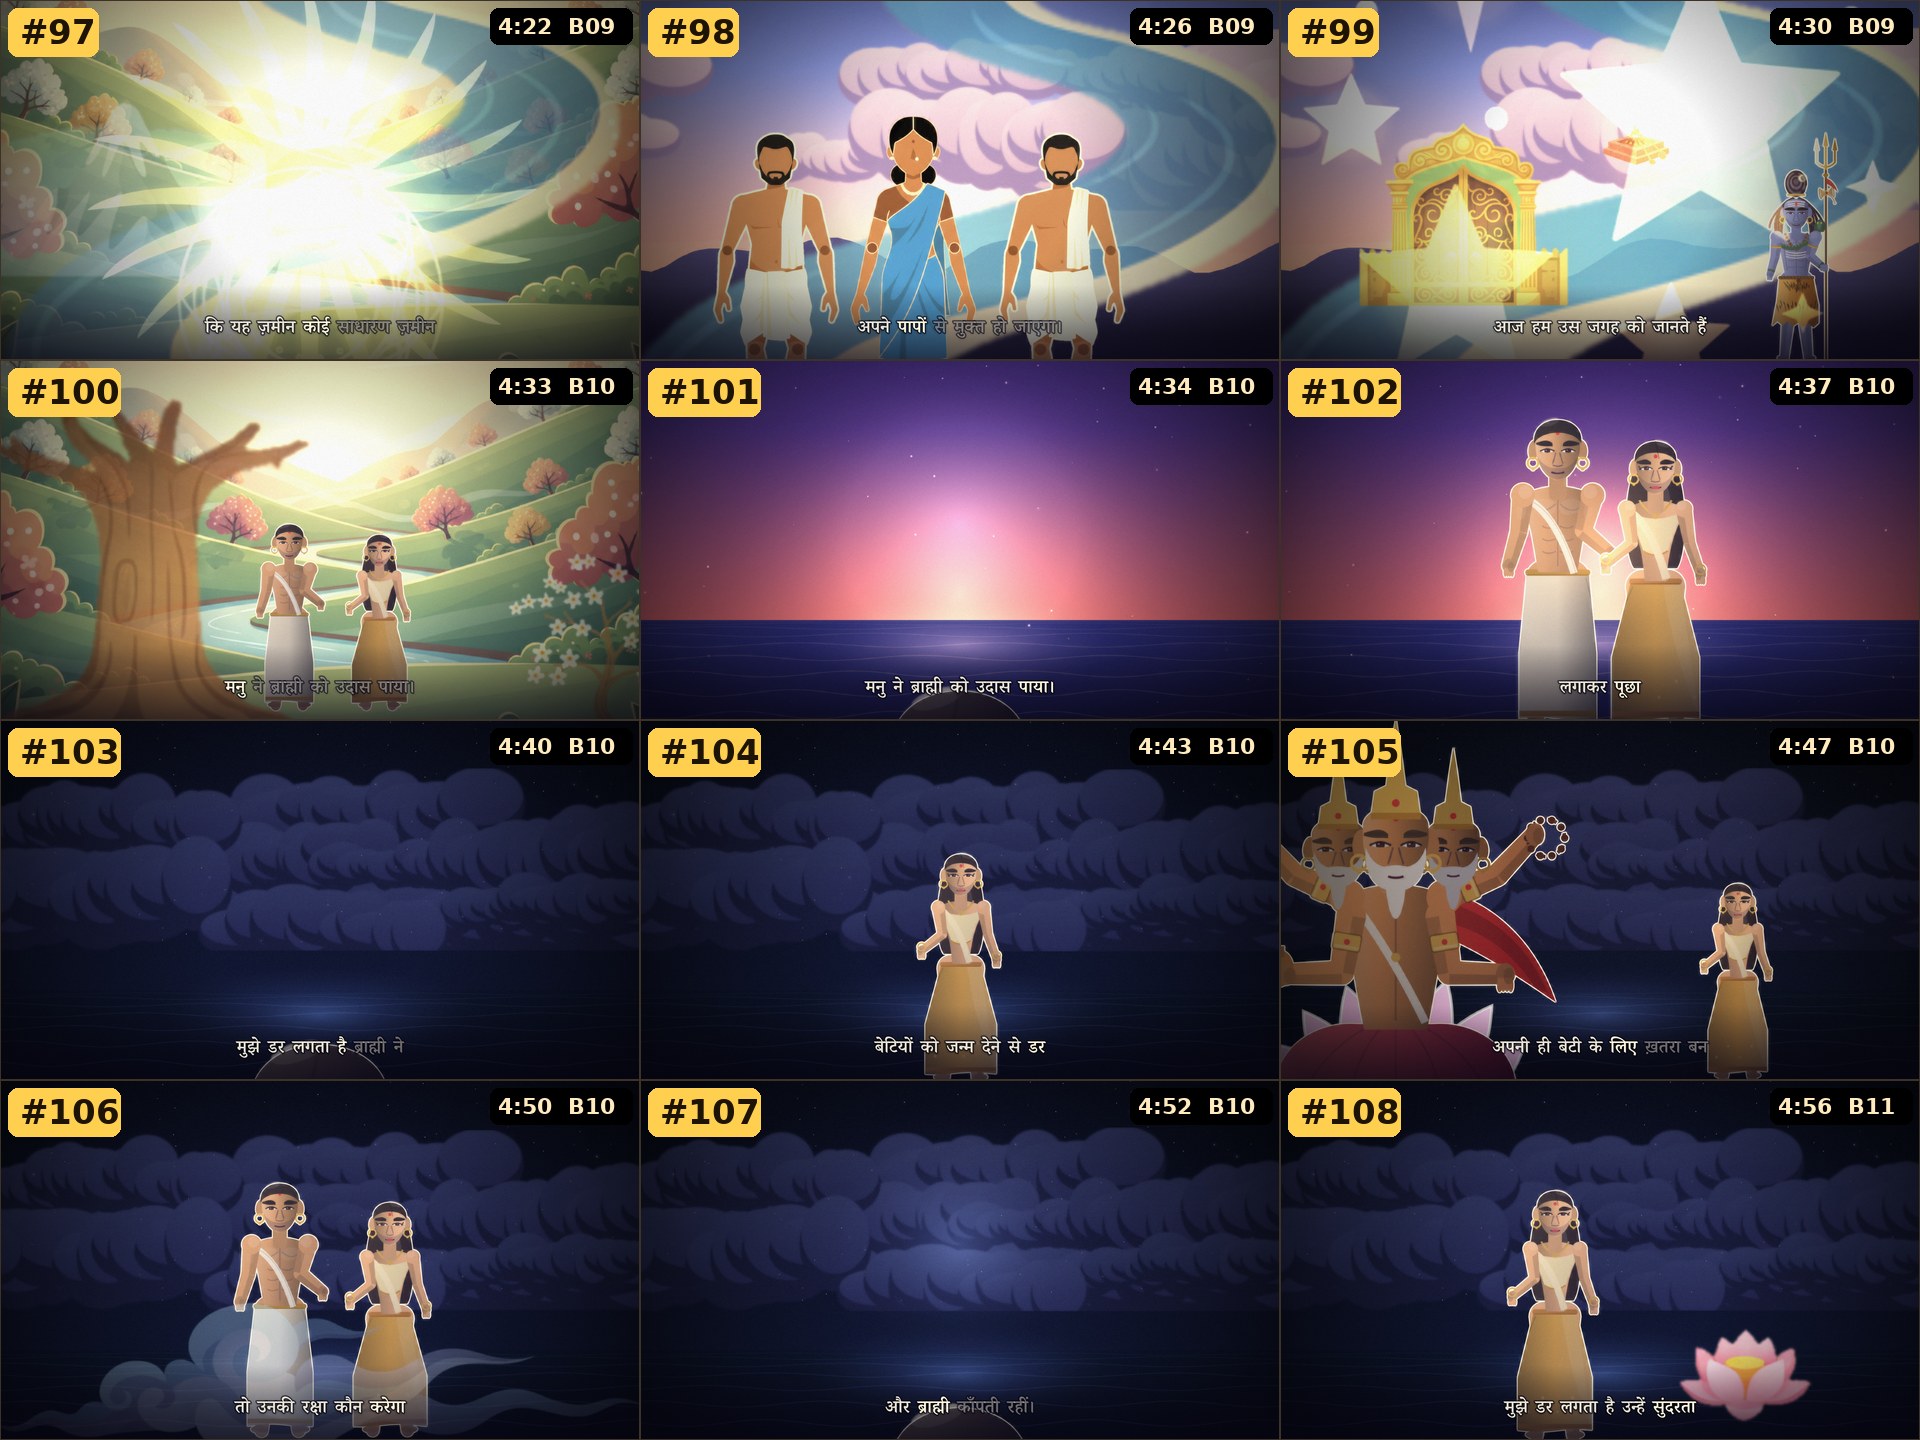 #97
4:22 B09
कि यह ज़मीन कोई साधारण ज़मीन
#98
4:26 B09
अपने पापों से मुक्त हो जाएगा।
#99
4:30 B09
आज हम उस जगह को जानते हैं
#100
4:33 B10
मनु ने ब्राह्मी को उदास पाया।
#101
4:34 B10
मनु ने ब्राह्मी को उदास पाया।
#102
4:37 B10
लगाकर पूछा
#103
4:40 B10
मुझे डर लगता है ब्राह्मी ने
#104
4:43 B10
बेटियों को जन्म देने से डर
#105
4:47 B10
अपनी ही बेटी के लिए ख़तरा बन
#106
4:50 B10
तो उनकी रक्षा कौन करेगा
#107
4:52 B10
और ब्राह्मी काँपती रहीं।
#108
4:56 B11
मुझे डर लगता है उन्हें सुंदरता